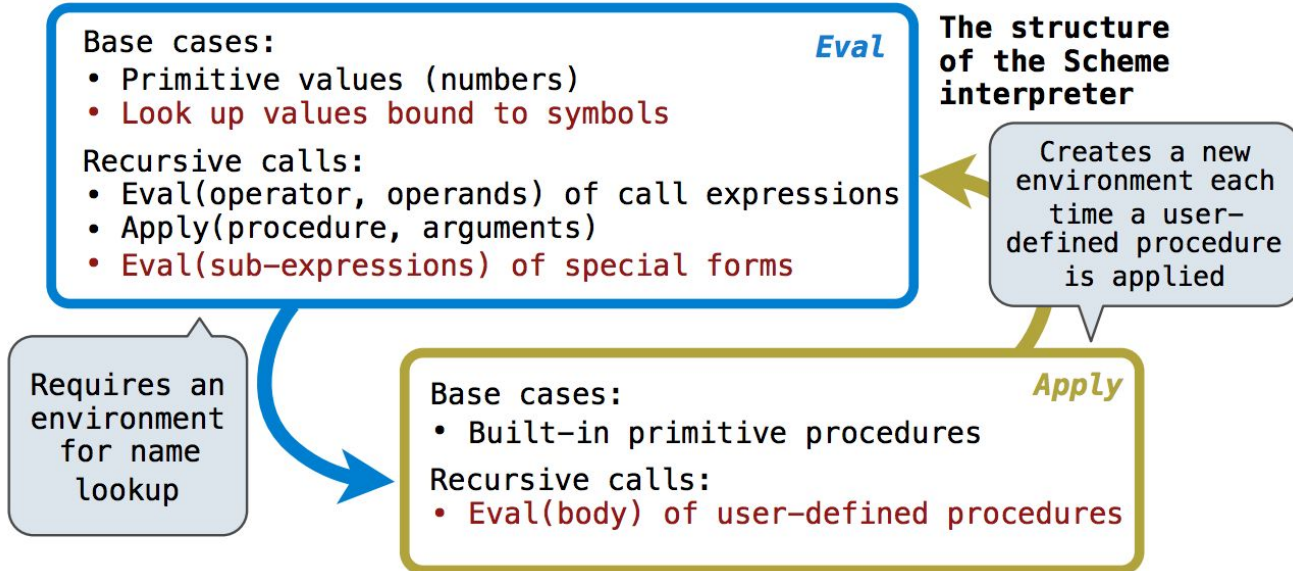 The structure
of the Scheme
interpreter
Eval
Base cases:
• Primitive values (numbers)
• Look up values bound to symbols
Recursive calls:
• Eval(operator, operands) of call expressions
• Apply(procedure, arguments)
• Eval(sub-expressions) of special forms
Creates a new
environment each
time a user-
defined procedure
is applied
Requires an
environment
for name
lookup
Apply
Base cases:
• Built-in primitive procedures
Recursive calls:
• Eval(body) of user-defined procedures